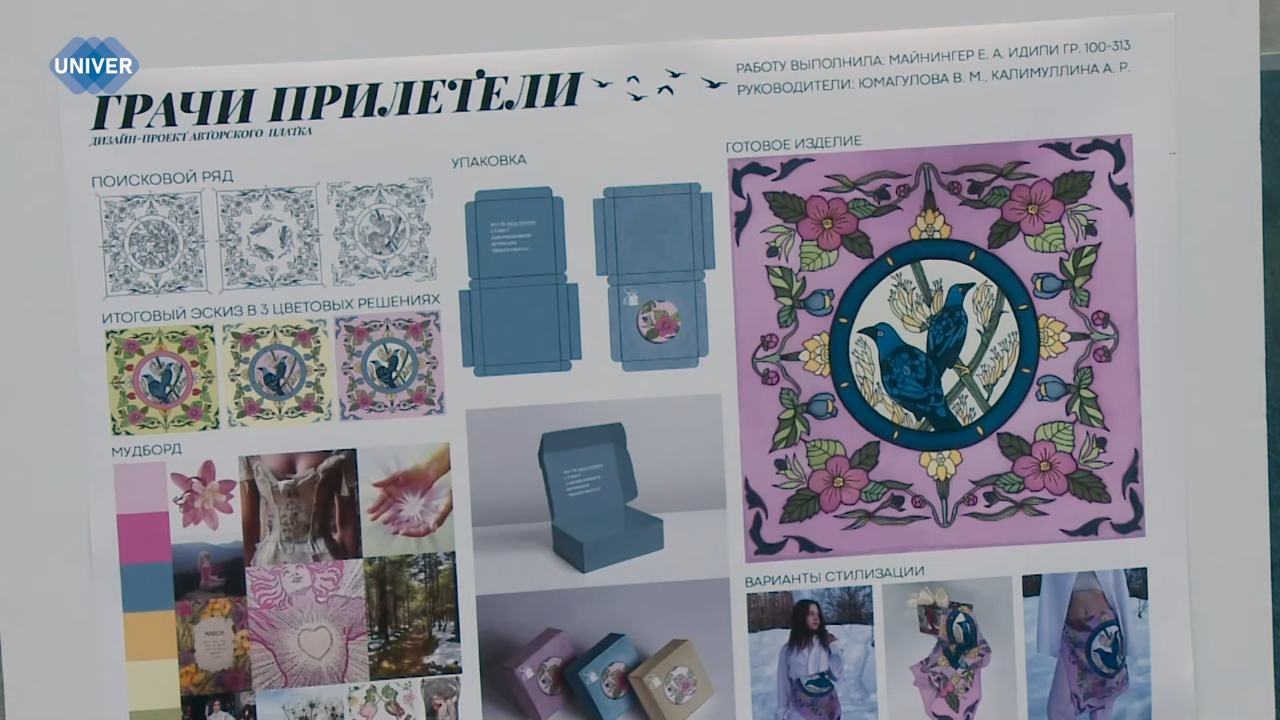 UNIVER
ГРАЧИ ПРИЛЕТЕЛИ
ДИЗАЙН-ПРОЕКТ АВТОРСКОГО ПЛАТКА
РАБОТУ ВЫПОЛНИЛА: МАЙНИНГЕР Е. А. ИДИПИ ГР. 100-313
РУКОВОДИТЕЛИ: ЮМАГУЛОВА В. М., КАЛИМУЛЛИНА А. Р.
ПОИСКОВОЙ РЯД
УПАКОВКА
ГОТОВОЕ ИЗДЕЛИЕ
ИТОГОВЫЙ ЭСКИЗ В 3 ЦВЕТОВЫХ РЕШЕНИЯХ
МУДБОРД
ВАРИАНТЫ СТИЛИЗАЦИИ
MARCH